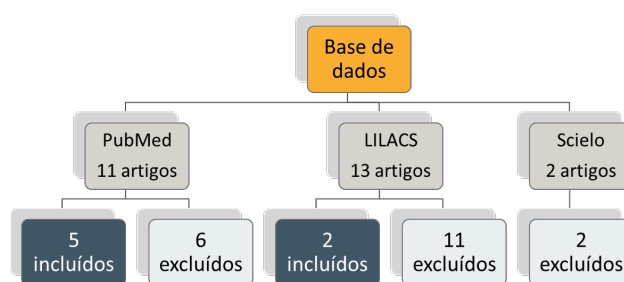 Base de
dados
PubMed
11 artigos
LILACS
13 artigos
Scielo
2 artigos
5
incluídos
6
excluídos
2
incluídos
11
excluídos
2
excluídos